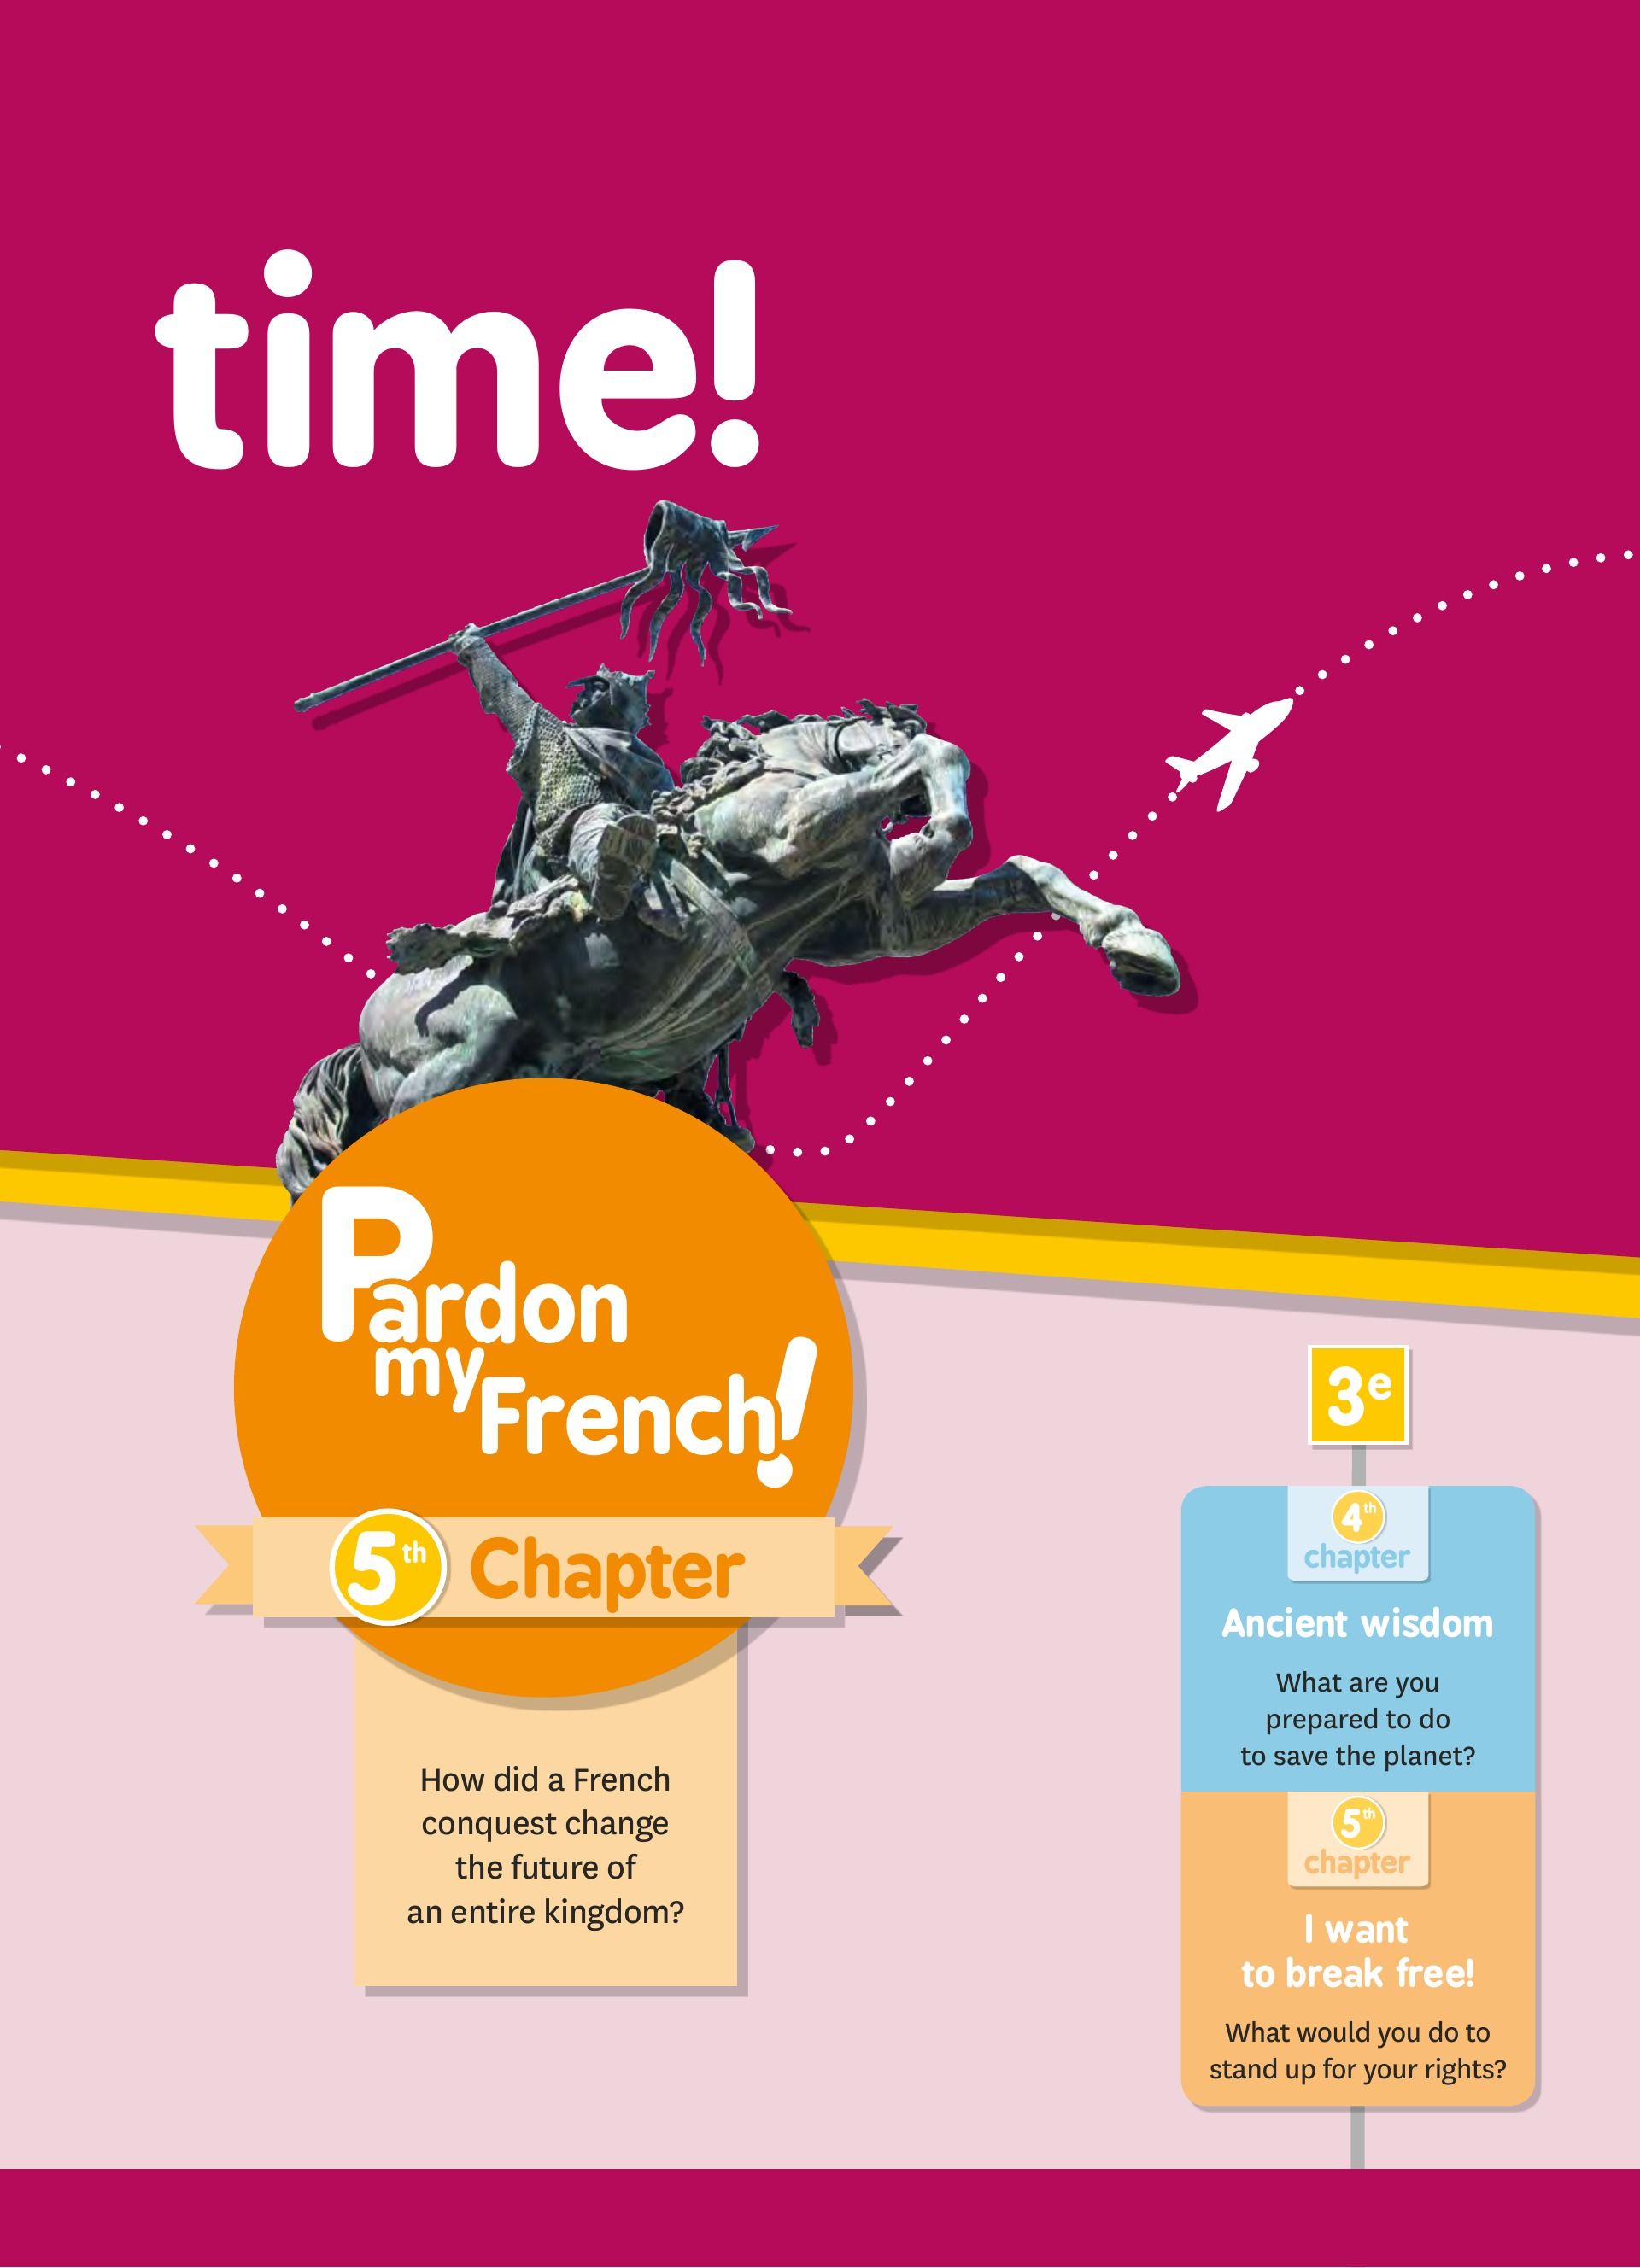 time!
Pardon
my
French!
5th Chapter
How did a French
conquest change
the future of
an entire kingdom?
3e
4th
chapter
Ancient wisdom
What are you
prepared to do
to save the planet?
5th
chapter
I want
to break free!
What would you do to
stand up for your rights?